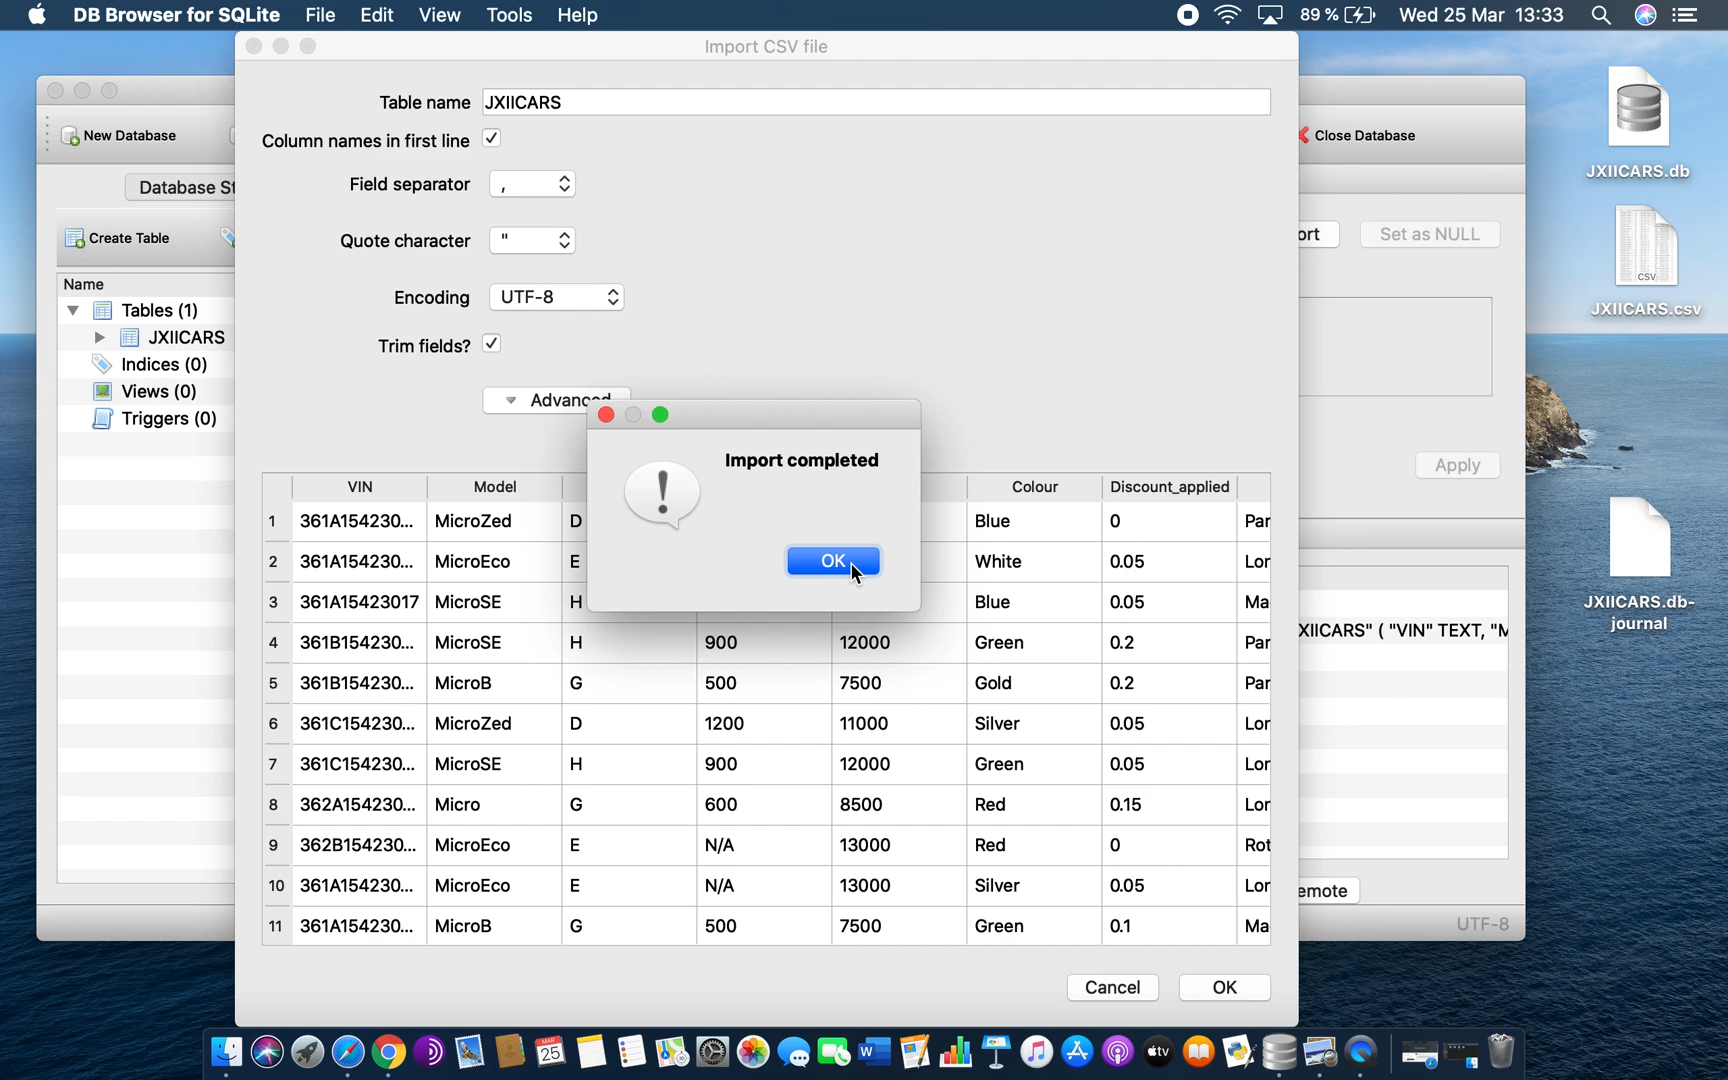 DB Browser for SQLite File Edit View Tools Help 89 % Wed 25 Mar 13:33
Import CSV file
Table name JXIICARS
Column names in first line
Field separator ,
Quote character "
Encoding UTF-8
Trim fields?
Advanced
New Database
Close Database
Database St
Create Table
ort Set as NULL
Name
Tables (1)
JXIICARS
Indices (0)
Views (0)
Triggers (0)
Apply
Import completed
OK
VIN Model Colour Discount_applied
1 361A154230... MicroZed D Blue 0 Par
2 361A154230... MicroEco E White 0.05 Lor
3 361A15423017 MicroSE H Blue 0.05 Ma
4 361B154230... MicroSE H 900 12000 Green 0.2 Par
5 361B154230... MicroB G 500 7500 Gold 0.2 Par
6 361C154230... MicroZed D 1200 11000 Silver 0.05 Lor
7 361C154230... MicroSE H 900 12000 Green 0.05 Lor
8 362A154230... Micro G 600 8500 Red 0.15 Lor
9 362B154230... MicroEco E N/A 13000 Red 0 Rot
10 361A154230... MicroEco E N/A 13000 Silver 0.05 Lor
11 361A154230... MicroB G 500 7500 Green 0.1 Ma
XIICARS" ( "VIN" TEXT, "M
emote
UTF-8
Cancel OK
JXIICARS.db
CSV
JXIICARS.csv
JXIICARS.db-
journal
MAR
25
W
tv